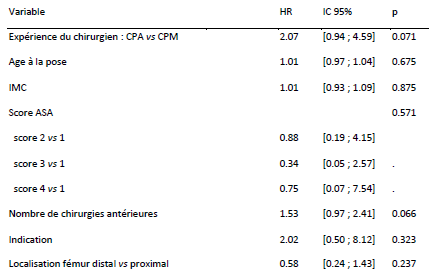 Variable HR IC 95% p
Expérience du chirurgien : CPA vs CPM 2.07 [0.94 ; 4.59] 0.071
Age à la pose 1.01 [0.97 ; 1.04] 0.675
IMC 1.01 [0.93 ; 1.09] 0.875
Score ASA 0.571
score 2 vs 1 0.88 [0.19 ; 4.15]
score 3 vs 1 0.34 [0.05 ; 2.57] .
score 4 vs 1 0.75 [0.07 ; 7.54] .
Nombre de chirurgies antérieures 1.53 [0.97 ; 2.41] 0.066
Indication 2.02 [0.50 ; 8.12] 0.323
Localisation fémur distal vs proximal 0.58 [0.24 ; 1.43] 0.237